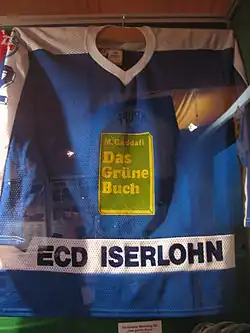 M. Gaddafi
Das
Grüne
Buch
ECD ISERLOHN